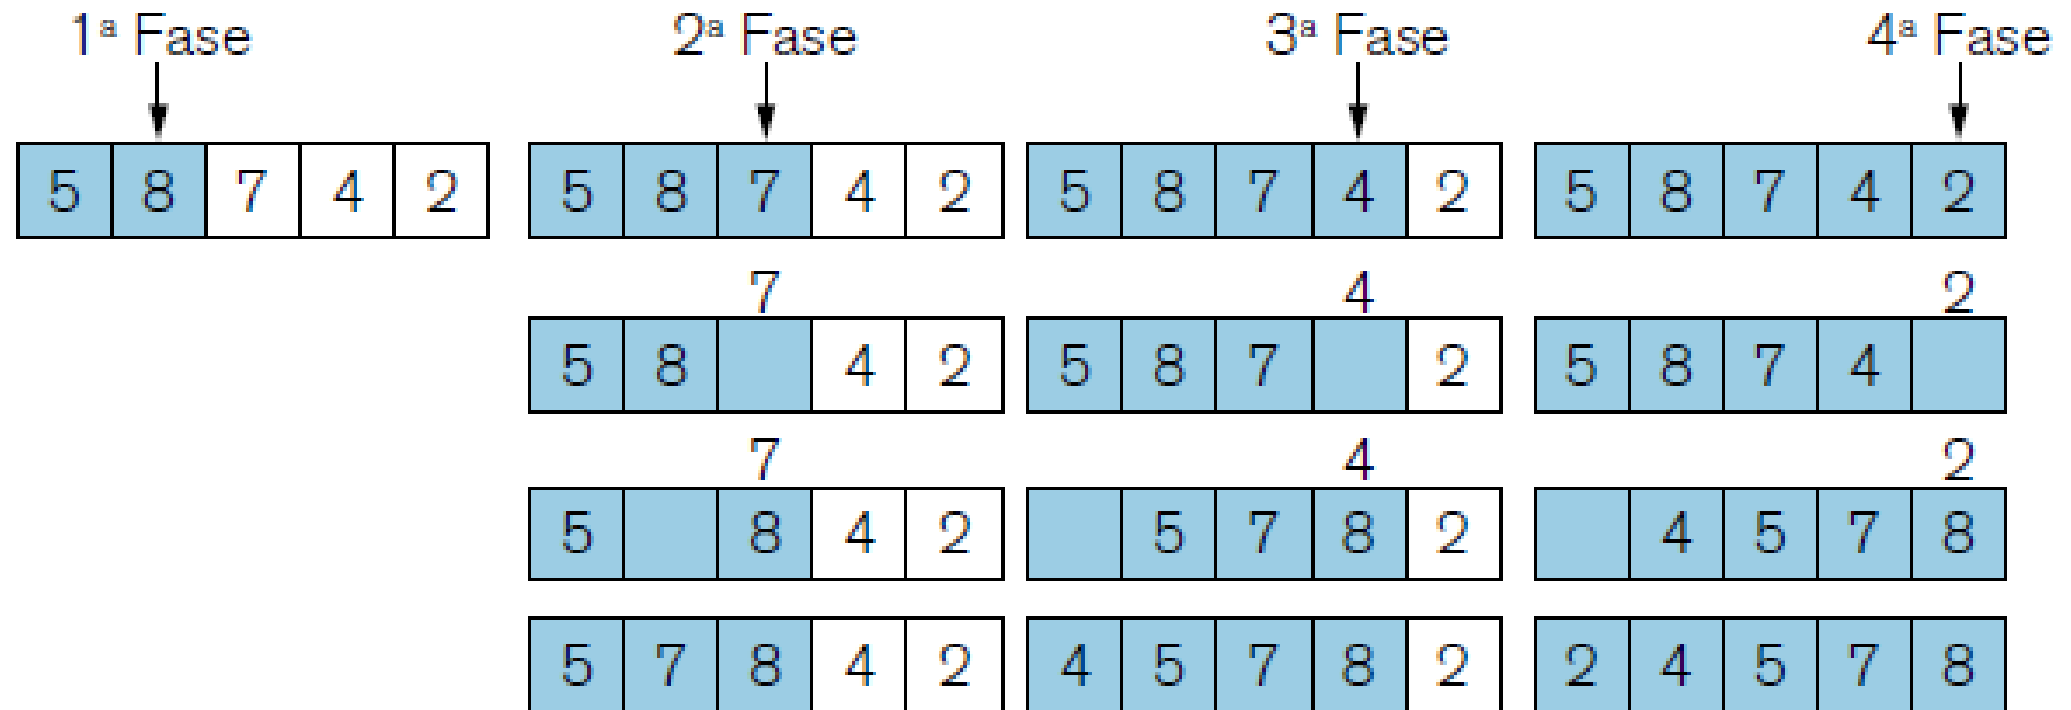 1ª Fase 2ª Fase 3ª Fase 4ª Fase
5 8 7 4 2 5 8 7 4 2 5 8 7 4 2 5 8 7 4 2
7 4 2
5 8 4 2 5 8 7 2 5 8 7 4
7 4 2
5 8 4 2 5 7 8 2 4 5 7 8
5 7 8 4 2 4 5 7 8 2 2 4 5 7 8